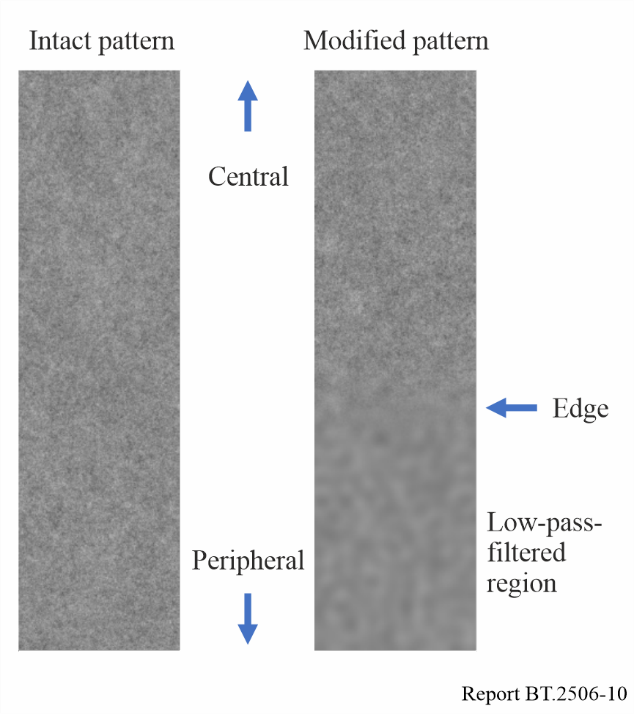 Intact pattern
Modified pattern
Central
Edge
Low-pass-
filtered
region
Peripheral
Report BT.2506-10